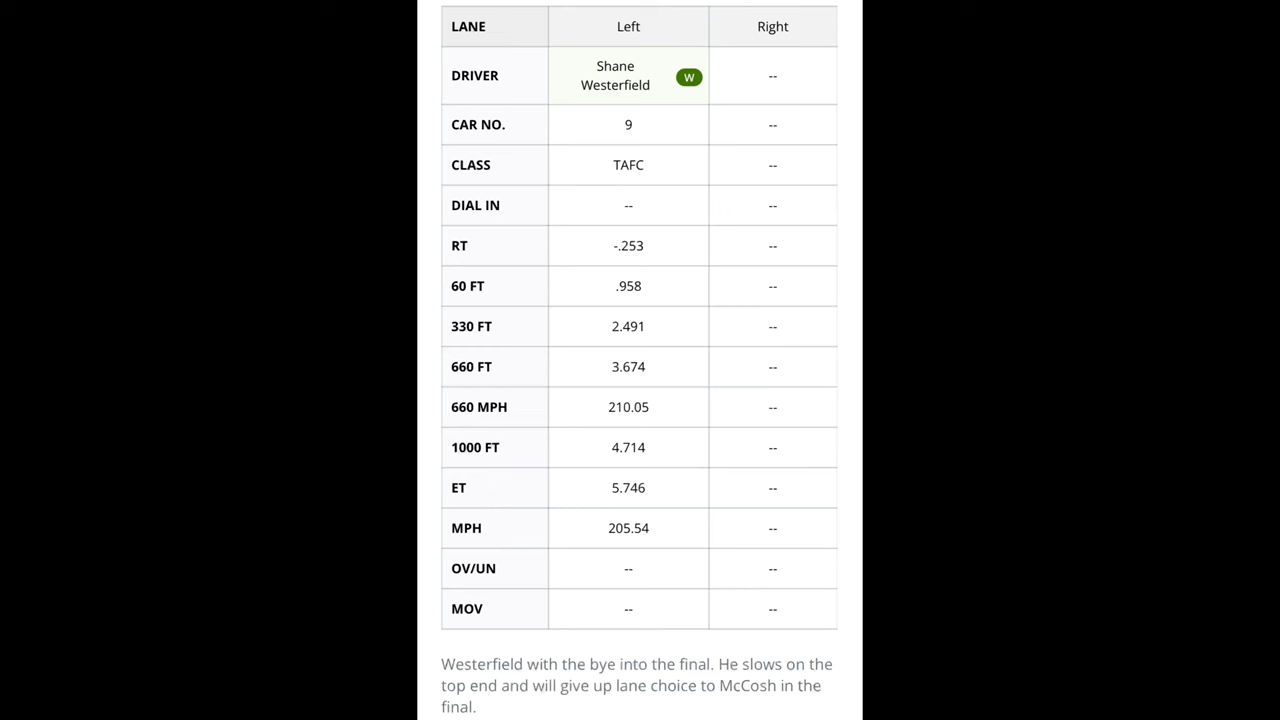 LANE Left Right
DRIVER Shane Westerfield W --
CAR NO. 9 --
CLASS TAFC --
DIAL IN -- --
RT -.253 --
60 FT .958 --
330 FT 2.491 --
660 FT 3.674 --
660 MPH 210.05 --
1000 FT 4.714 --
ET 5.746 --
MPH 205.54 --
OV/UN -- --
MOV -- --
Westerfield with the bye into the final. He slows on the
top end and will give up lane choice to McCosh in the
final.